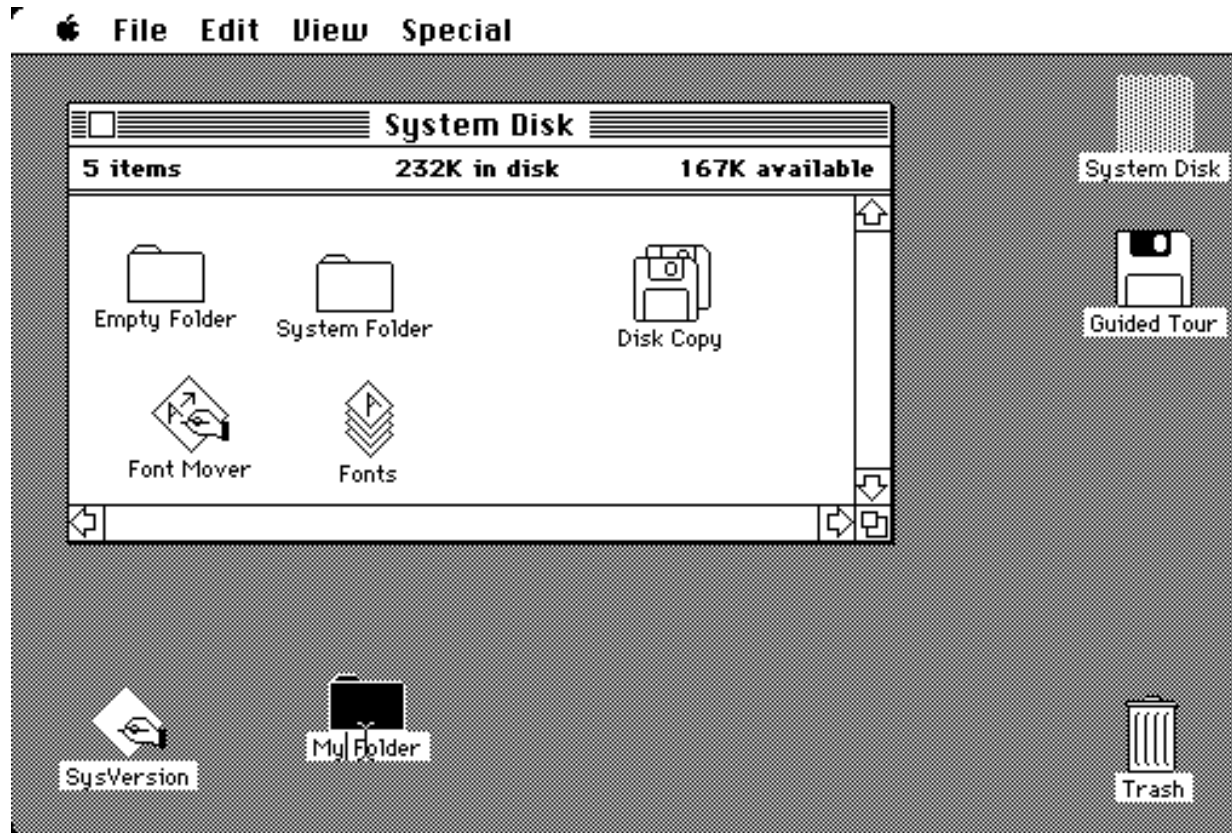 File Edit View Special
System Disk
5 items 232K in disk 167K available
Empty Folder
System Folder
Disk Copy
Font Mover
Fonts
System Disk
Guided Tour
SysVersion
My Folder
Trash